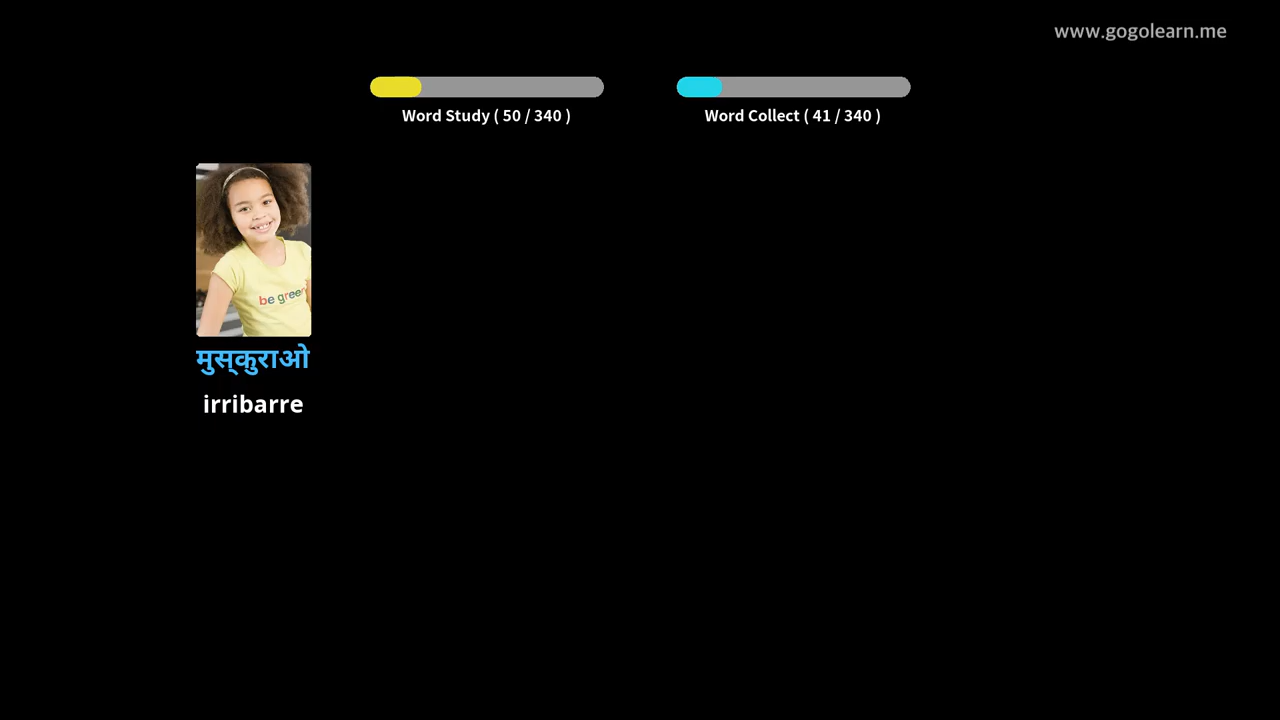 www.gogolearn.me
Word Study ( 50 / 340 )
Word Collect ( 41 / 340 )
be green
मुस्कुराओ
irribarre